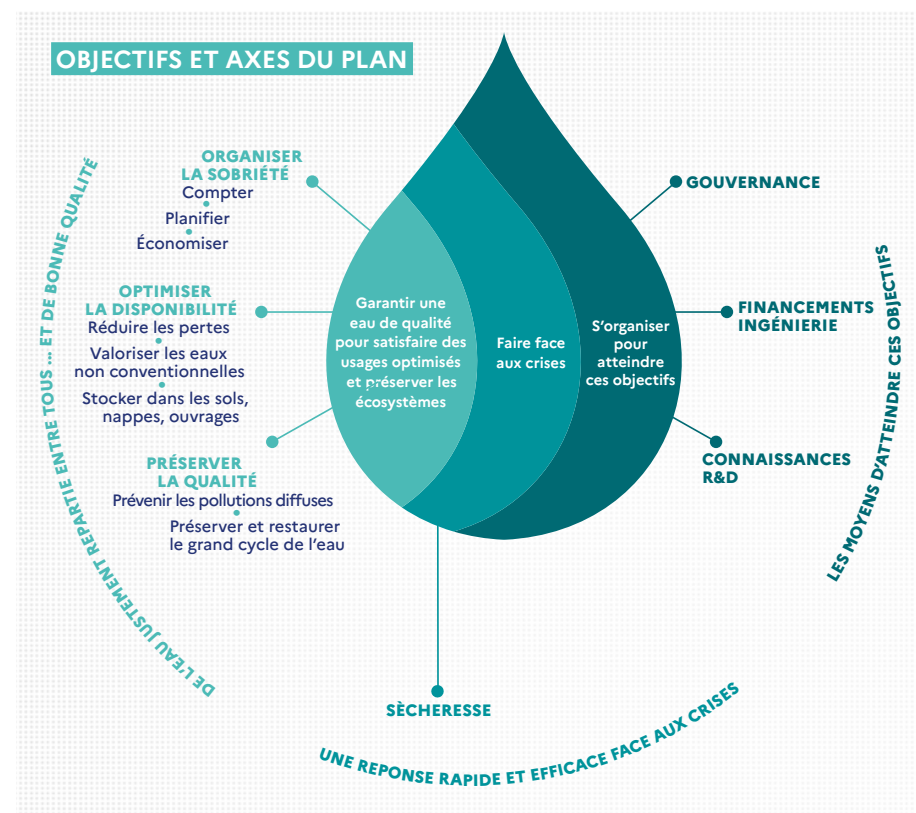 OBJECTIFS ET AXES DU PLAN
ORGANISER
LA SOBRIÉTÉ
Compter
Planifier
Économiser
OPTIMISER
LA DISPONIBILITÉ
Réduire les pertes
Valoriser les eaux
non conventionnelles
Stocker dans les sols,
nappes, ouvrages
PRÉSERVER
LA QUALITÉ
Prévenir les pollutions diffuses
Préserver et restaurer
le grand cycle de l'eau
DE L'EAU JUSTEMENT REPARTIE ENTRE TOUS ... ET DE BONNE QUALITÉ
Garantir une
eau de qualité
pour satisfaire des
usages optimisés
et préserver les
écosystèmes
Faire face
aux crises
S'organiser
pour
atteindre
ces objectifs
GOUVERNANCE
FINANCEMENTS
INGÉNIERIE
CONNAISSANCES
R&D
LES MOYENS D'ATTEINDRE CES OBJECTIFS
SÈCHERESSE
UNE REPONSE RAPIDE ET EFFICACE FACE AUX CRISES